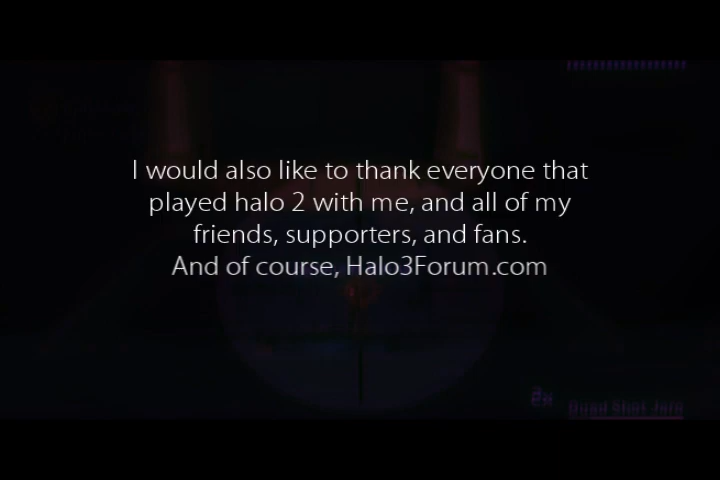 I would also like to thank everyone that
played halo 2 with me, and all of my
friends, supporters, and fans.
And of course, Halo3Forum.com
2x